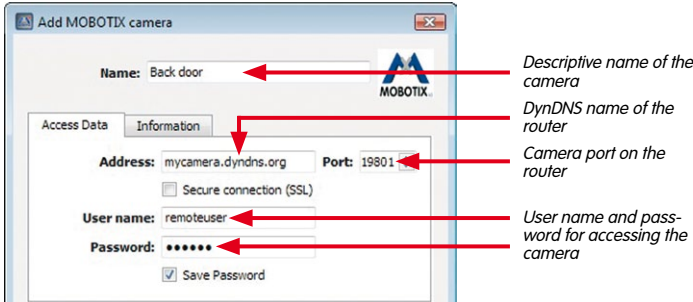 Add MOBOTIX camera
Name: Back door
MOBOTIX
Descriptive name of the
camera
Access Data Information
DynDNS name of the
router
Address: mycamera.dyndns.org Port: 19801
Camera port on the
router
Secure connection (SSL)
User name: remoteuser
Password: ••••••
User name and pass-
word for accessing the
camera
Save Password